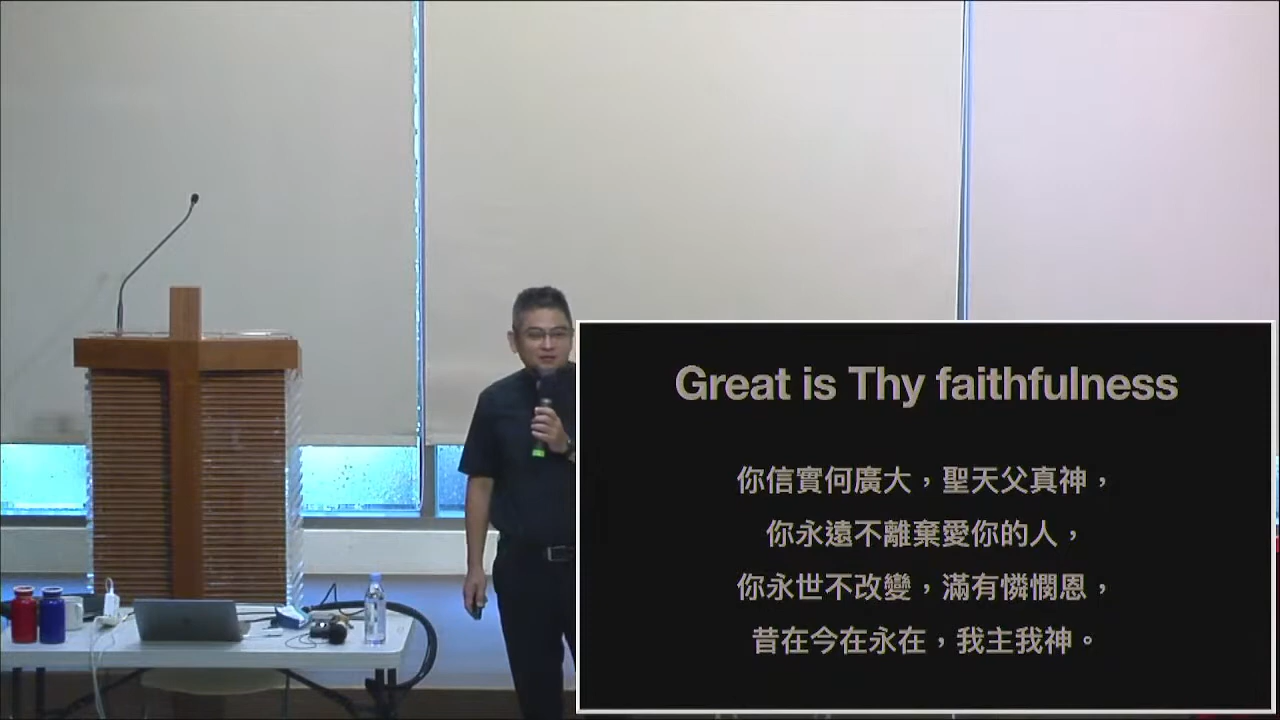 Great is Thy faithfulness
你信實何廣大，聖天父真神，
你永遠不離棄愛你的人，
你永世不改變，滿有憐憫恩，
昔在今在永在，我主我神。